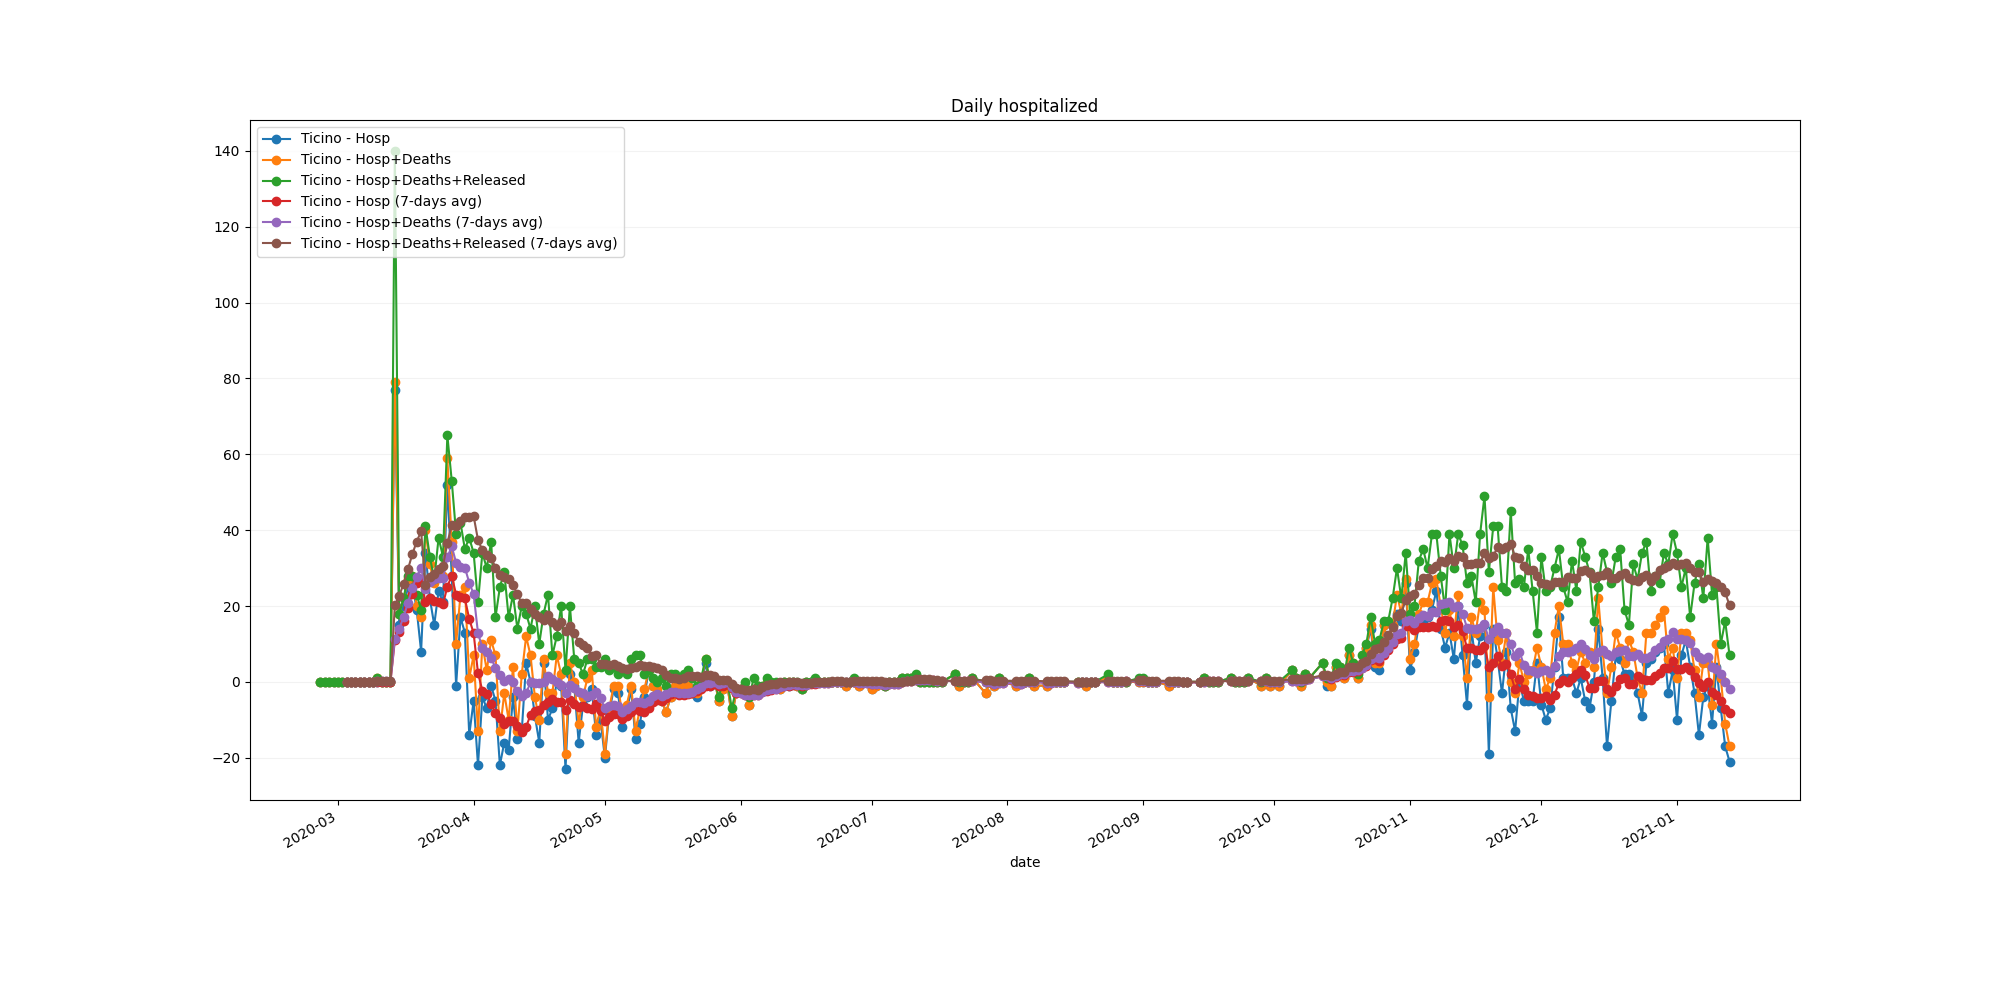 Daily hospitalized
Ticino - Hosp
Ticino - Hosp+Deaths
Ticino - Hosp+Deaths+Released
Ticino - Hosp (7-days avg)
Ticino - Hosp+Deaths (7-days avg)
Ticino - Hosp+Deaths+Released (7-days avg)
140
120
100
80
60
40
20
0
−20
2020-03
2020-04
2020-05
2020-06
2020-07
2020-08
2020-09
2020-10
2020-11
2020-12
2021-01
date